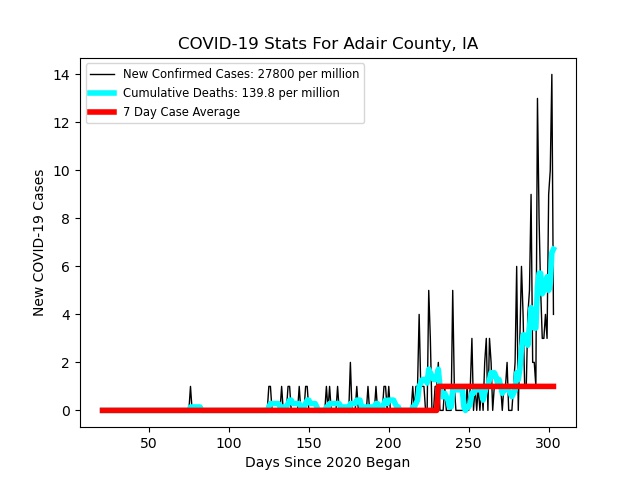 COVID-19 Stats For Adair County, IA
New Confirmed Cases: 27800 per million
Cumulative Deaths: 139.8 per million
7 Day Case Average
New COVID-19 Cases
14
12
10
8
6
4
2
0
50 100 150 200 250 300
Days Since 2020 Began